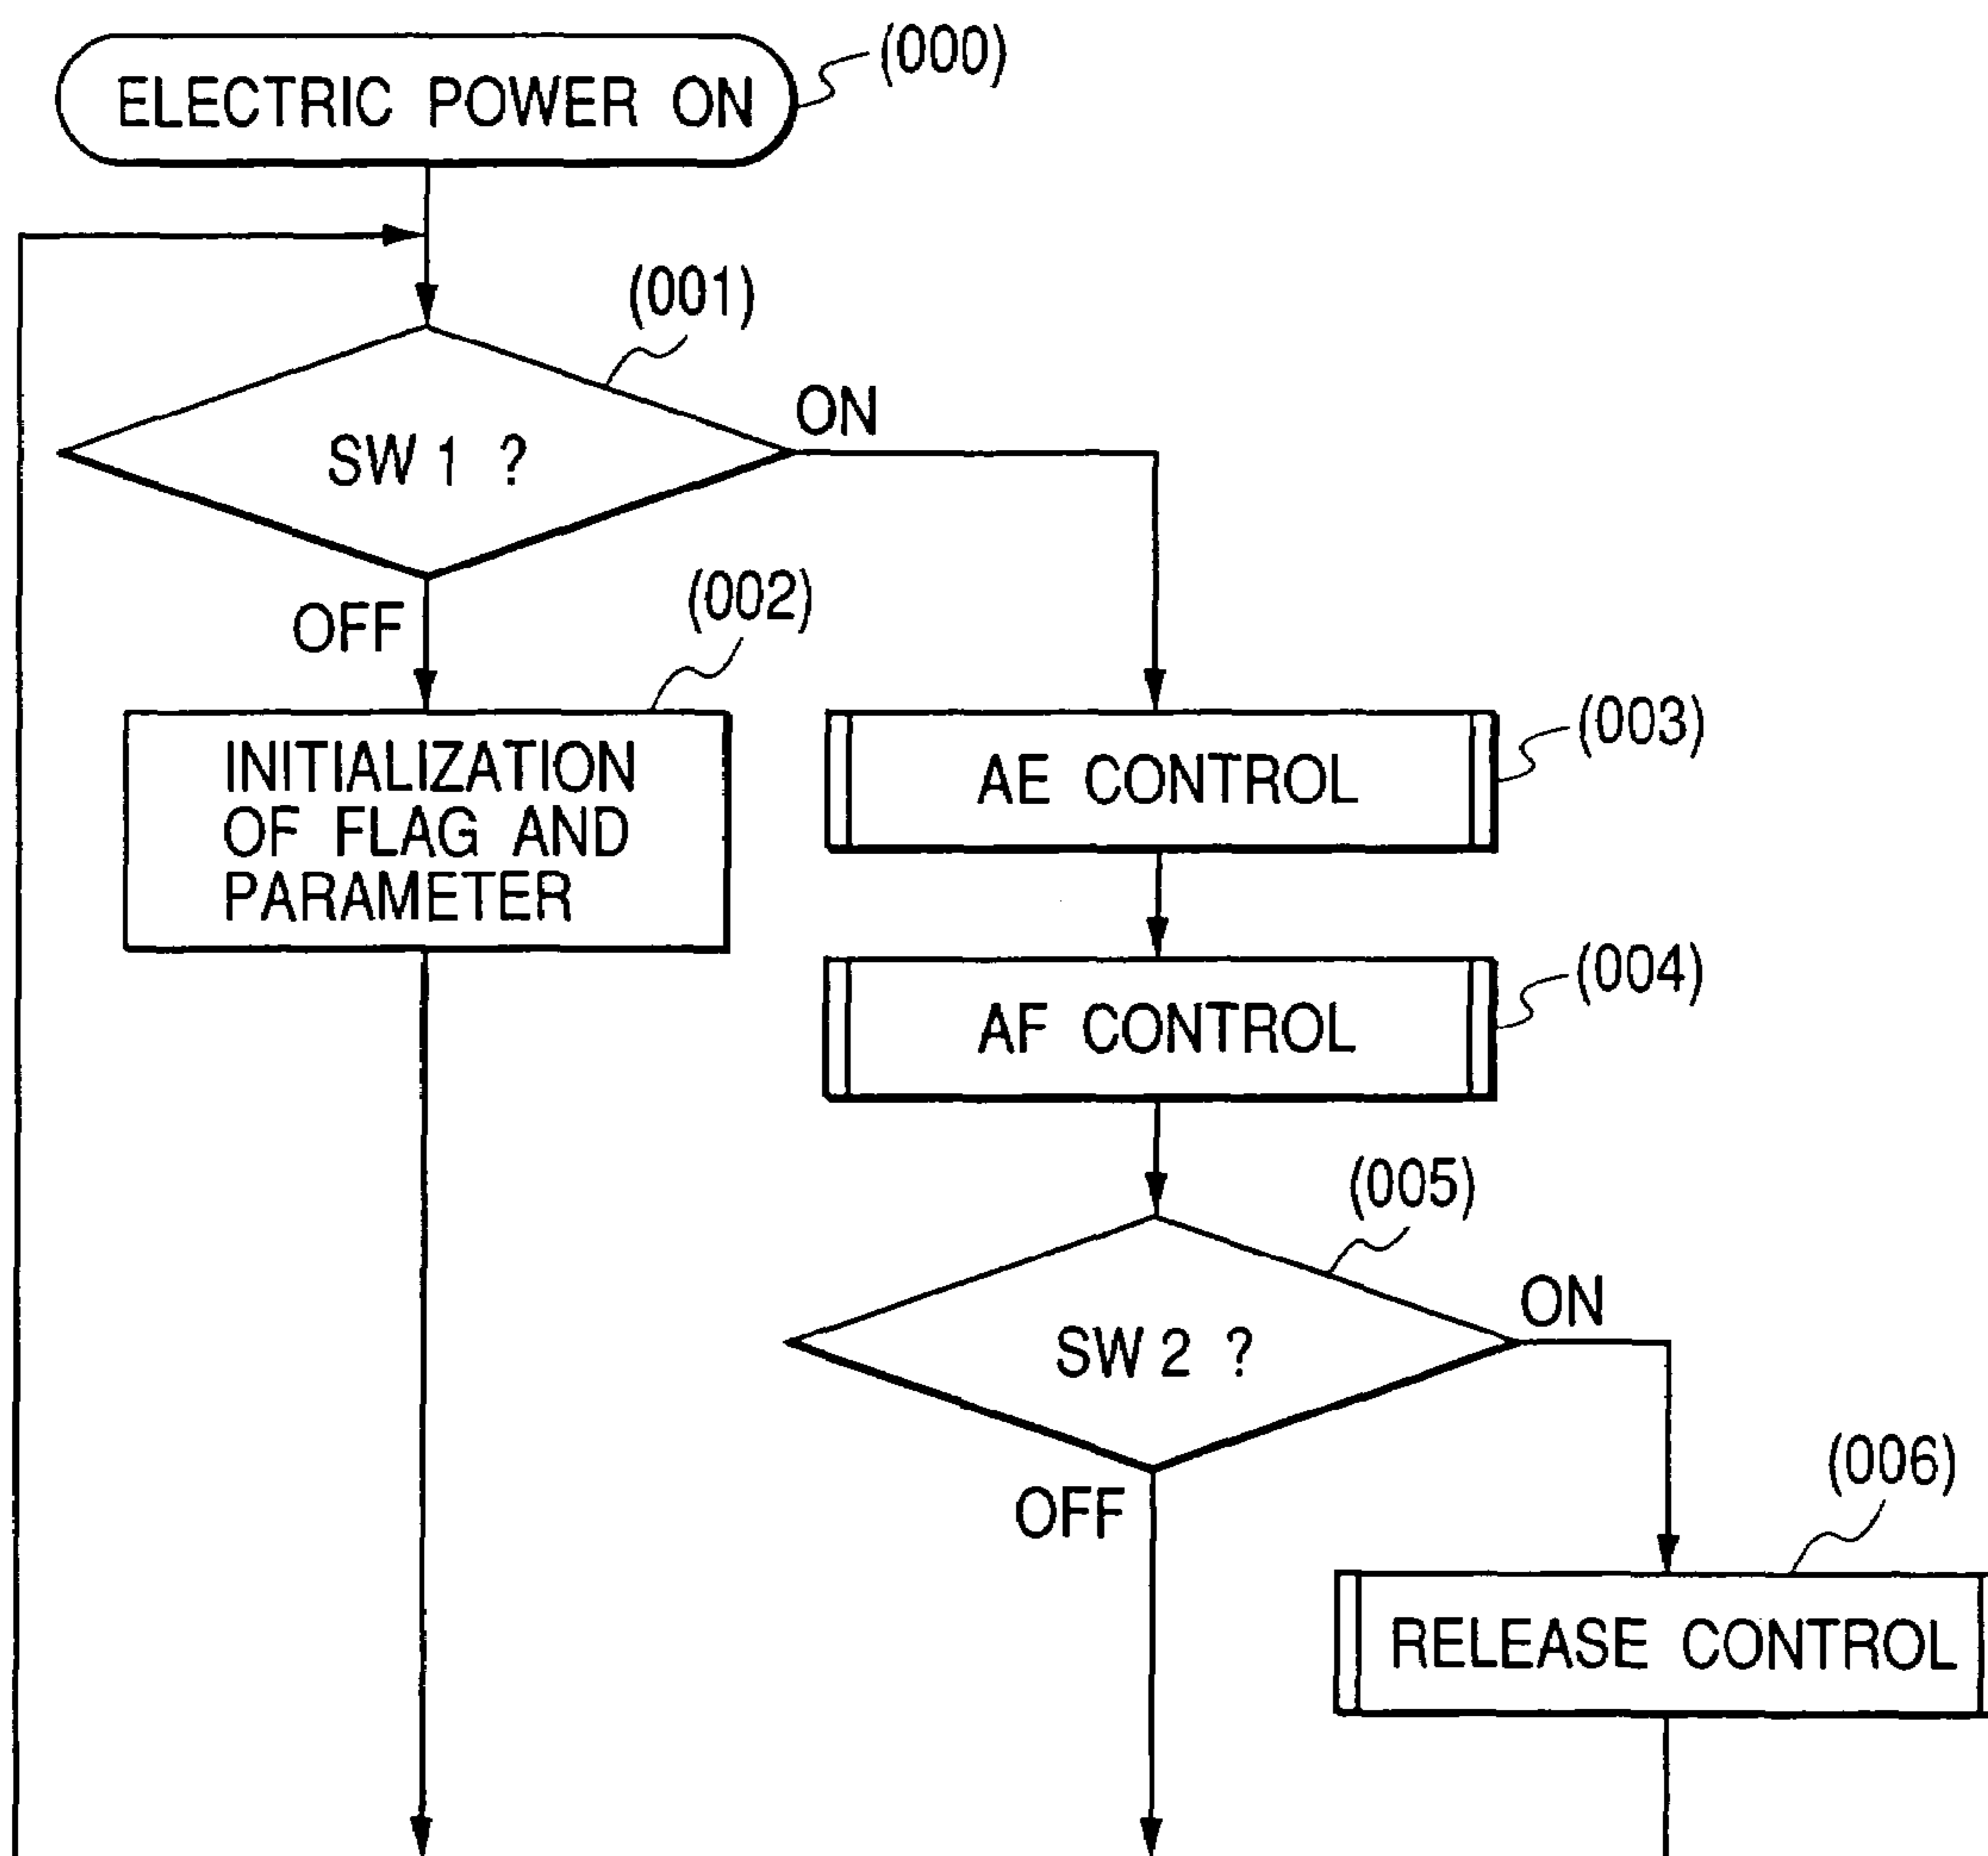 ELECTRIC POWER ON
(000)
(001)
SW 1 ?
ON
OFF
(002)
INITIALIZATION
OF FLAG AND
PARAMETER
AE CONTROL
(003)
AF CONTROL
(004)
(005)
SW 2 ?
ON
OFF
(006)
RELEASE CONTROL